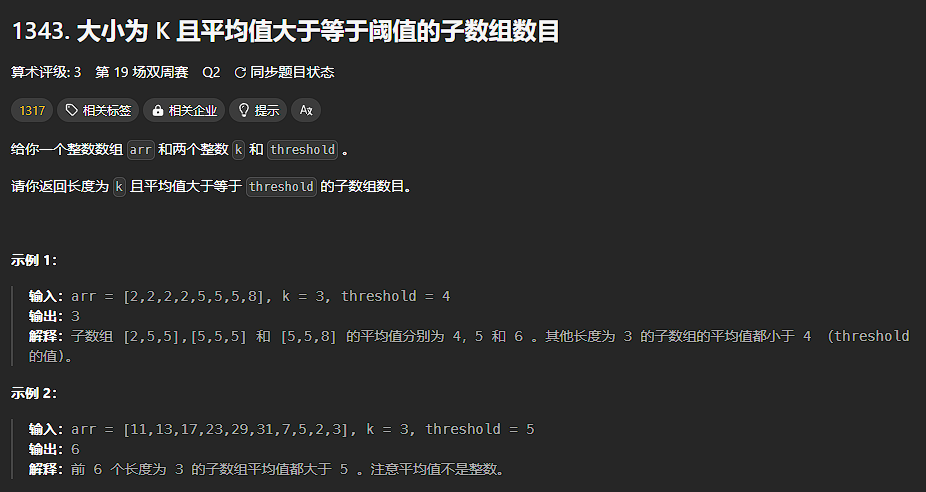 1343. 大小为 K 且平均值大于等于阈值的子数组数目
算术评级: 3 第 19 场双周赛 Q2 同步题目状态
1317 相关标签 相关企业 提示 Ax
给你一个整数数组 arr 和两个整数 k 和 threshold 。
请你返回长度为 k 且平均值大于等于 threshold 的子数组数目。
示例 1：
输入：arr = [2,2,2,2,5,5,5,8], k = 3, threshold = 4
输出：3
解释：子数组 [2,5,5],[5,5,5] 和 [5,5,8] 的平均值分别为 4，5 和 6 。其他长度为 3 的子数组的平均值都小于 4 （threshold
的值)。
示例 2：
输入：arr = [11,13,17,23,29,31,7,5,2,3], k = 3, threshold = 5
输出：6
解释：前 6 个长度为 3 的子数组平均值都大于 5 。注意平均值不是整数。